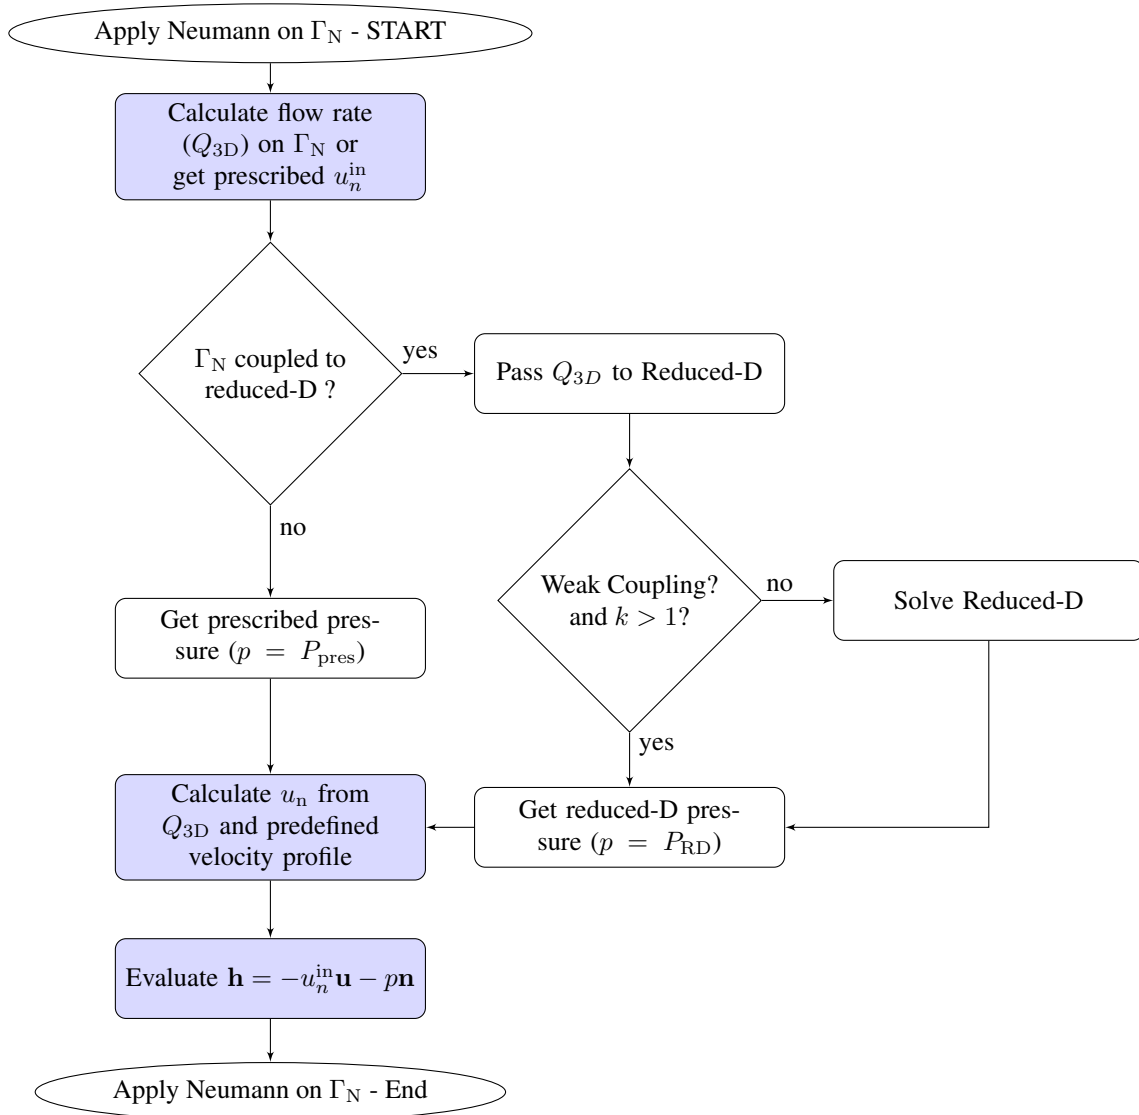 Apply Neumann on Γ_N - START
Calculate flow rate
(Q_3D) on Γ_N or
get prescribed u_n^in
Γ_N coupled to
reduced-D ?
yes
Pass Q_3D to Reduced-D
no
Weak Coupling?
and k > 1?
no
Solve Reduced-D
Get prescribed pres-
sure (p = P_pres)
yes
Calculate u_n from
Q_3D and predefined
velocity profile
Get reduced-D pres-
sure (p = P_RD)
Evaluate h = −u_n^in u − pn
Apply Neumann on Γ_N - End